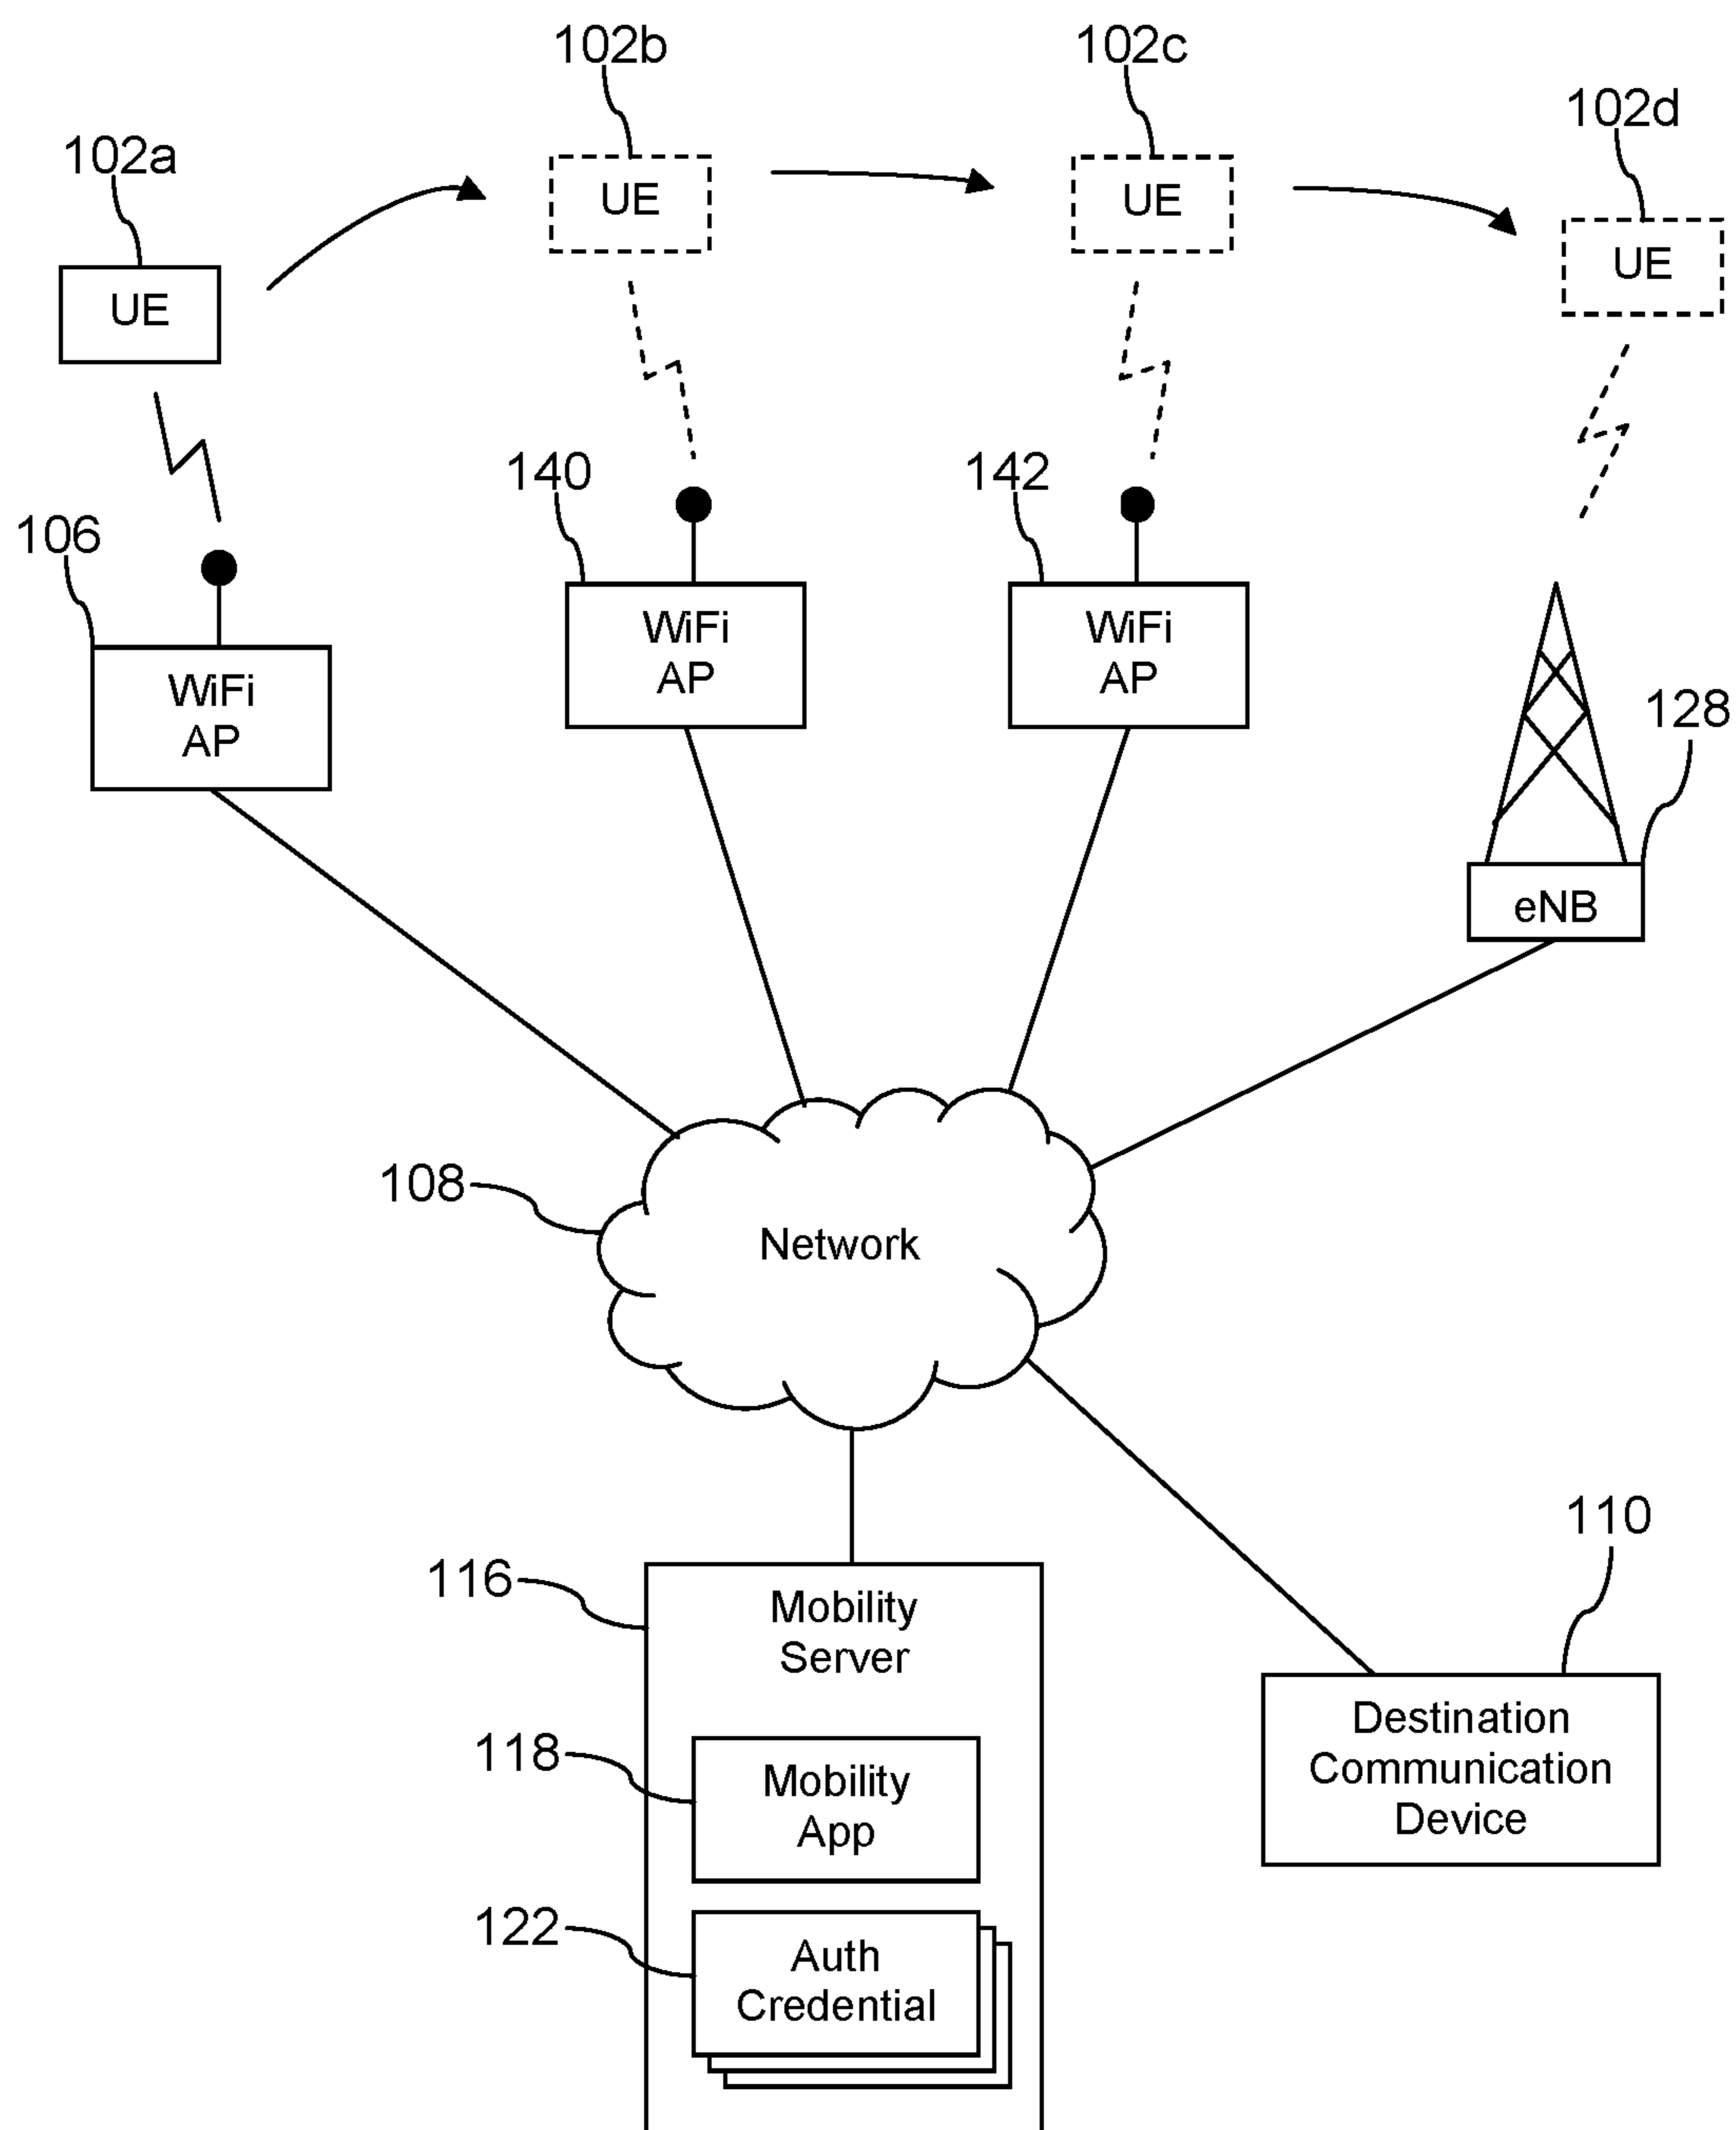 102b
102c
102d
102a
UE
UE
UE
UE
140
142
106
WiFi
AP
WiFi
AP
WiFi
AP
128
eNB
108
Network
110
116
Mobility
Server
Destination
Communication
Device
118
Mobility
App
122
Auth
Credential